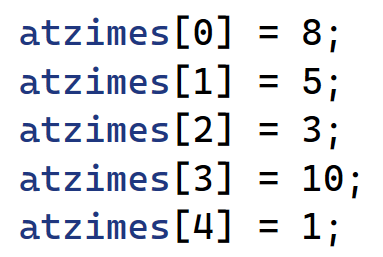 atzimes[0] = 8;
atzimes[1] = 5;
atzimes[2] = 3;
atzimes[3] = 10;
atzimes[4] = 1;